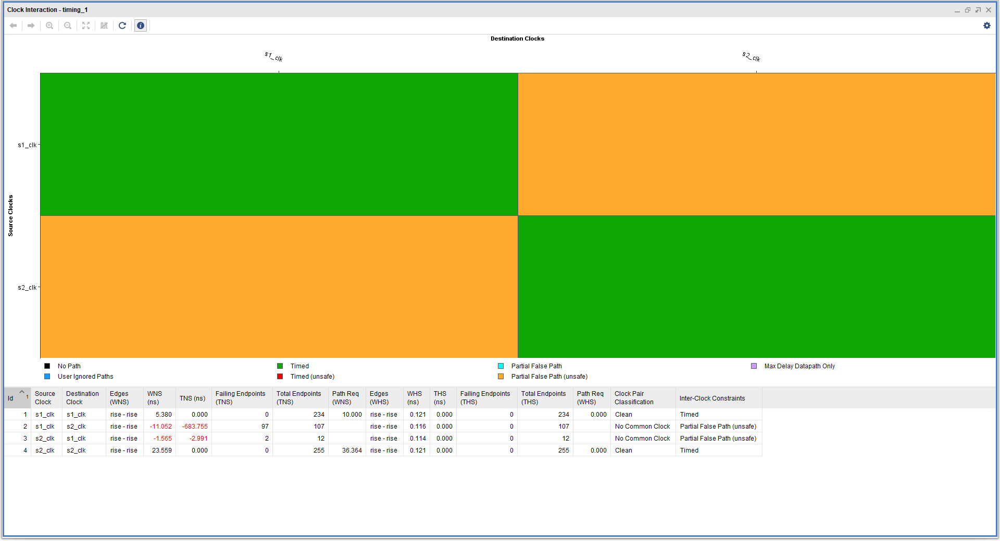 Clock Interaction - timing_1
Destination Clocks
s1_clk s2_clk
s1_clk
Source Clocks
s2_clk
No Path Timed Partial False Path Max Delay Datapath Only
User Ignored Paths Timed (unsafe) Partial False Path (unsafe)
Id 1 Source Clock Destination Clock Edges (WNS) WNS (ns) TNS (ns) Failing Endpoints (TNS) Total Endpoints (TNS) Path Req (WNS) Edges (WHS) WHS (ns) THS (ns) Failing Endpoints (THS) Total Endpoints (THS) Path Req (WHS) Clock Pair Classification Inter-Clock Constraints
1 s1_clk s1_clk rise - rise 5.380 0.000 0 234 10.000 rise - rise 0.121 0.000 0 234 0.000 Clean Timed
2 s1_clk s2_clk rise - rise -11.052 -683.755 97 107 rise - rise 0.116 0.000 0 107 No Common Clock Partial False Path (unsafe)
3 s2_clk s1_clk rise - rise -1.565 -2.991 2 12 rise - rise 0.114 0.000 0 12 No Common Clock Partial False Path (unsafe)
4 s2_clk s2_clk rise - rise 23.559 0.000 0 255 36.364 rise - rise 0.121 0.000 0 255 0.000 Clean Timed